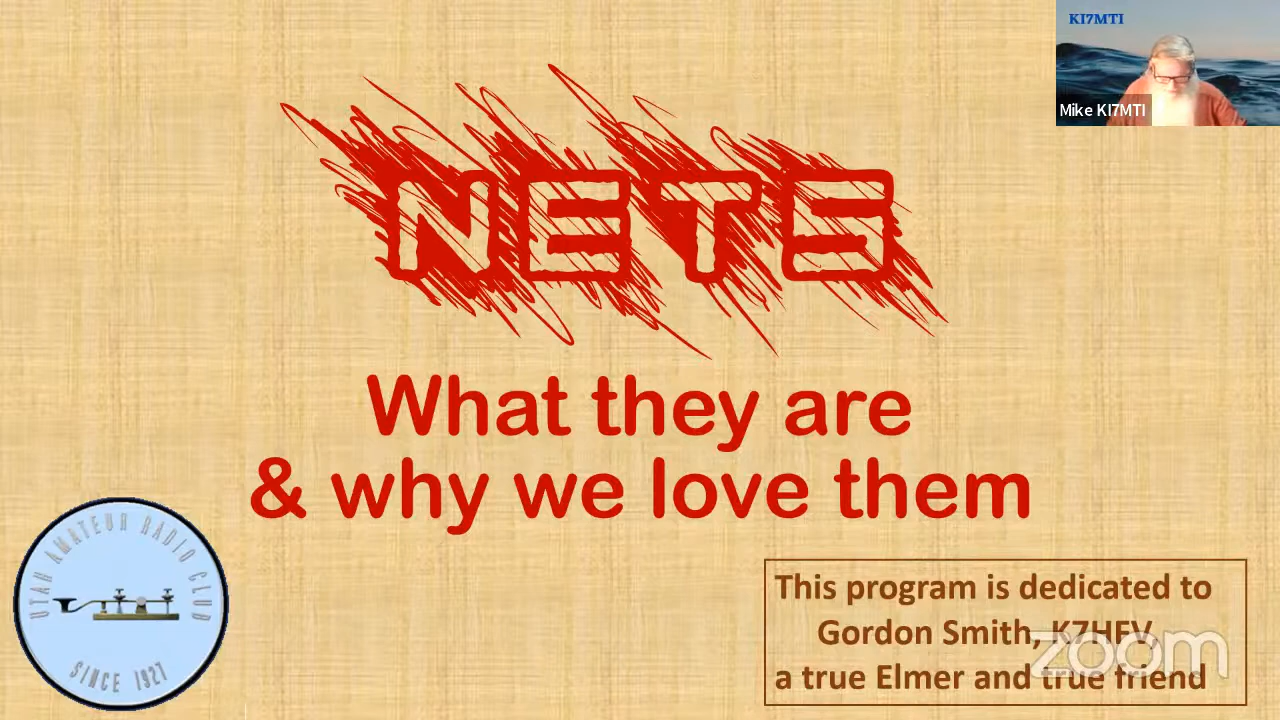 KI7MTI
Mike KI7MTI
NETS
What they are
& why we love them
UTAH AMATEUR RADIO CLUB
SINCE 1927
This program is dedicated to
Gordon Smith, K7HFV,
a true Elmer and true friend
zoom